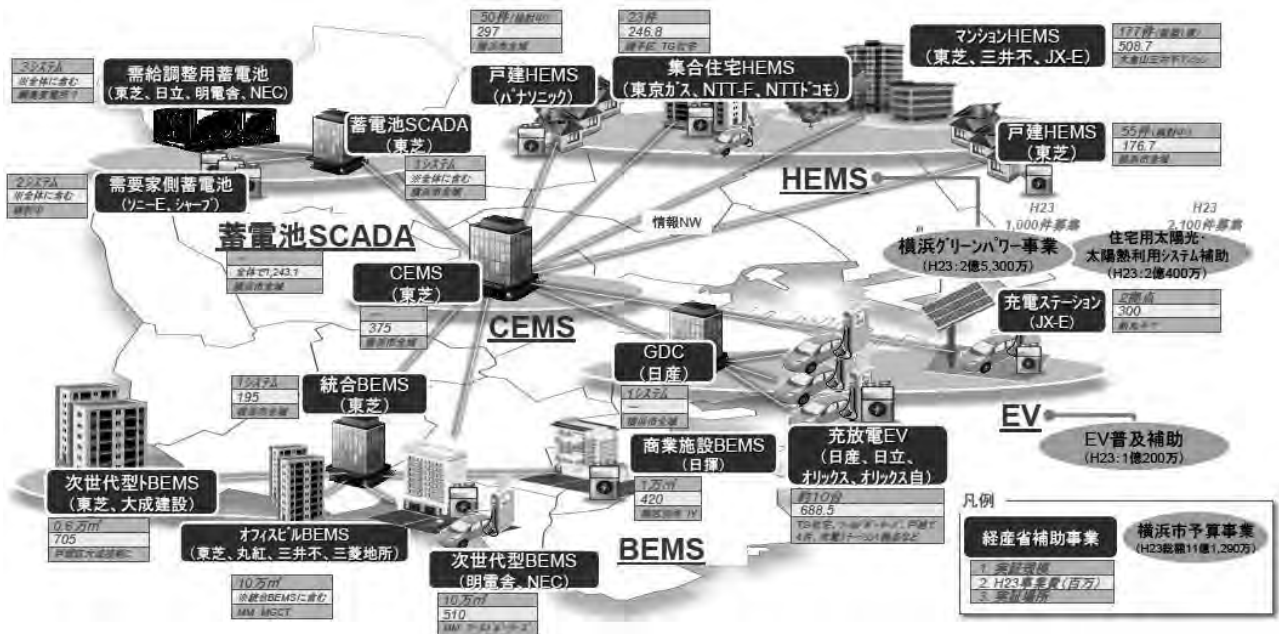 50件(検討中)
297
横浜市全域
23件
246.8
磯子区 TG社宅
マンションHEMS
(東芝、三井不、JX-E)
177件(新築1棟)
508.7
3システム
※全体に含む
需給調整用蓄電池
(東芝、日立、明電舎、NEC)
戸建HEMS
(パナソニック)
集合住宅HEMS
(東京ガス、NTT-F、NTTドコモ)
蓄電池SCADA
(東芝)
1システム
※全体に含む
横浜市全域
戸建HEMS
(東芝)
55件(検討中)
176.7
横浜市全域
2システム
※全体に含む
検討中
需要家側蓄電池
(ソニーE、シャープ)
HEMS
蓄電池SCADA
―
全体で1,243.1
横浜市全域
情報NW
H23
1,000件募集
H23
2,100件募集
横浜グリーンパワー事業
(H23:2億5,300万)
住宅用太陽光・
太陽熱利用システム補助
(H23:2億400万)
CEMS
(東芝)
―
375
横浜市全域
CEMS
充電ステーション
(JX-E)
2拠点
300
GDC
(日産)
1システム
―
横浜市全域
統合BEMS
(東芝)
1システム
195
横浜市全域
EV
EV普及補助
(H23:1億200万)
商業施設BEMS
(日揮)
1万㎡
420
充放電EV
(日産、日立、
オリックス、オリックス自)
約10台
688.5
次世代型BEMS
(東芝、大成建設)
0.6万㎡
705
オフィスビルBEMS
(東芝、丸紅、三井不、三菱地所)
10万㎡
※統合BEMSに含む
MM MGCT
次世代型BEMS
(明電舎、NEC)
10万㎡
510
BEMS
凡例
経産省補助事業
1. 実証規模
2. H23事業費(百万)
3. 実証場所
横浜市予算事業
(H23総額11億1,290万)